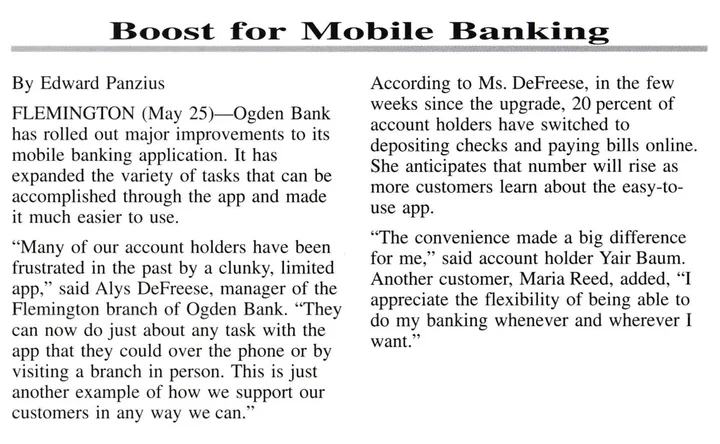 Boost for Mobile Banking
By Edward Panzius
FLEMINGTON (May 25)—Ogden Bank
has rolled out major improvements to its
mobile banking application. It has
expanded the variety of tasks that can be
accomplished through the app and made
it much easier to use.
“Many of our account holders have been
frustrated in the past by a clunky, limited
app,” said Alys DeFreese, manager of the
Flemington branch of Ogden Bank. “They
can now do just about any task with the
app that they could over the phone or by
visiting a branch in person. This is just
another example of how we support our
customers in any way we can.”
According to Ms. DeFreese, in the few
weeks since the upgrade, 20 percent of
account holders have switched to
depositing checks and paying bills online.
She anticipates that number will rise as
more customers learn about the easy-to-
use app.
“The convenience made a big difference
for me,” said account holder Yair Baum.
Another customer, Maria Reed, added, “I
appreciate the flexibility of being able to
do my banking whenever and wherever I
want.”